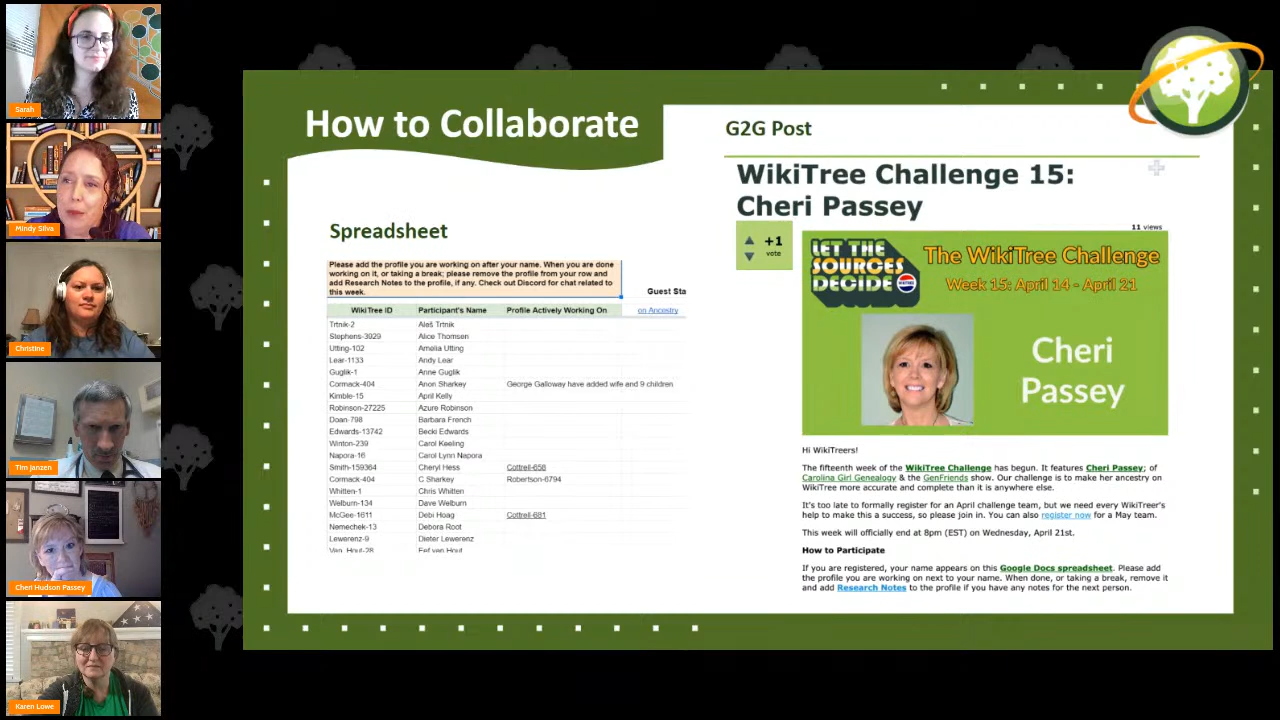 Sarah
Mindy Silva
Christine
Tim Janzen
Cheri Hudson Passey
Karen Lowe
How to Collaborate
Spreadsheet
Please add the profile you are working on after your name. When you are done
working on it, or taking a break; please remove the profile from your row and
add Research Notes to the profile, if any. Check out Discord for chat related to
this week.
Guest Sta
WikiTree ID Participant's Name Profile Actively Working On on Ancestry
Trtnik-2 Aleš Trtnik
Stephens-3929 Alice Thomsen
Utting-102 Amelia Utting
Lear-1133 Andy Lear
Guglik-1 Anne Guglik
Cormack-404 Anon Sharkey George Galloway have added wife and 9 children
Kimble-15 April Kelly
Robinson-27225 Azure Robinson
Doan-798 Barbara French
Edwards-13742 Becki Edwards
Winton-239 Carol Keeling
Napora-16 Carol Lynn Napora
Smith-159364 Cheryl Hess Cottrell-656
Cormack-404 C Sharkey Robertson-6794
Whitten-1 Chris Whitten
Welburn-134 Dave Welburn
McGee-1611 Debi Hoag Cottrell-681
Nemechek-13 Debora Root
Lewerenz-9 Dieter Lewerenz
Van_Hout-28 Eef van Hout
G2G Post
WikiTree Challenge 15:
Cheri Passey
11 views
+1
vote
LET THE
SOURCES
DECIDE
The WikiTree Challenge
Week 15: April 14 - April 21
Cheri
Passey
Hi WikiTreers!
The fifteenth week of the WikiTree Challenge has begun. It features Cheri Passey; of
Carolina Girl Genealogy & the GenFriends show. Our challenge is to make her ancestry on
WikiTree more accurate and complete than it is anywhere else.
It's too late to formally register for an April challenge team, but we need every WikiTreer's
help to make this a success, so please join in. You can also register now for a May team.
This week will officially end at 8pm (EST) on Wednesday, April 21st.
How to Participate
If you are registered, your name appears on this Google Docs spreadsheet. Please add
the profile you are working on next to your name. When done, or taking a break, remove it
and add Research Notes to the profile if you have any notes for the next person.